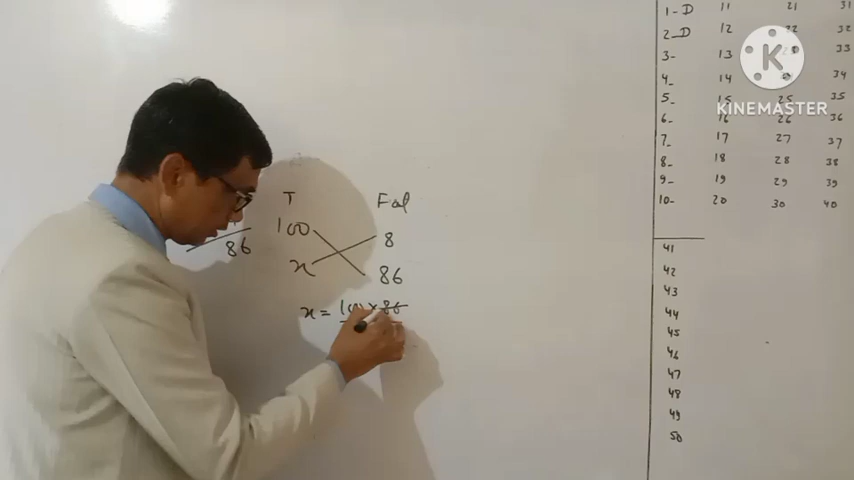 T Fal
86 100 8
x 86
x = 100 × 86
1-D 11 21 31
2-D 12 22 32
3- 13 23 33
4- 14 34
5- 15 25 35
6- 16 26 36
7- 17 27 37
8- 18 28 38
9- 19 29 39
10- 20 30 40
41
42
43
44
45
46
47
48
49
50
K
KINEMASTER